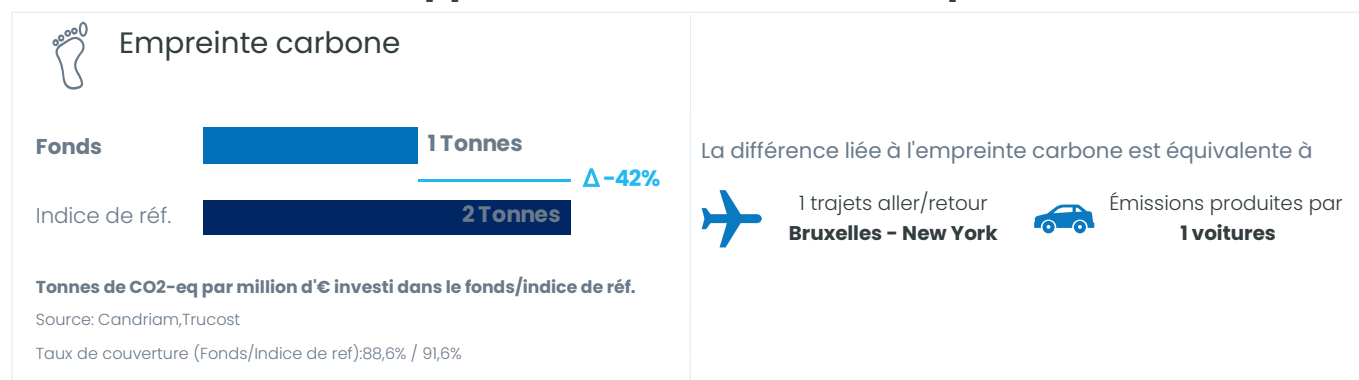 Empreinte carbone
Fonds
1 Tonnes
Δ -42%
Indice de réf.
2 Tonnes
Tonnes de CO2-eq par million d'€ investi dans le fonds/indice de réf.
Source: Candriam,Trucost
Taux de couverture (Fonds/Indice de ref):88,6% / 91,6%
La différence liée à l'empreinte carbone est équivalente à
1 trajets aller/retour
Bruxelles - New York
Émissions produites par
1 voitures